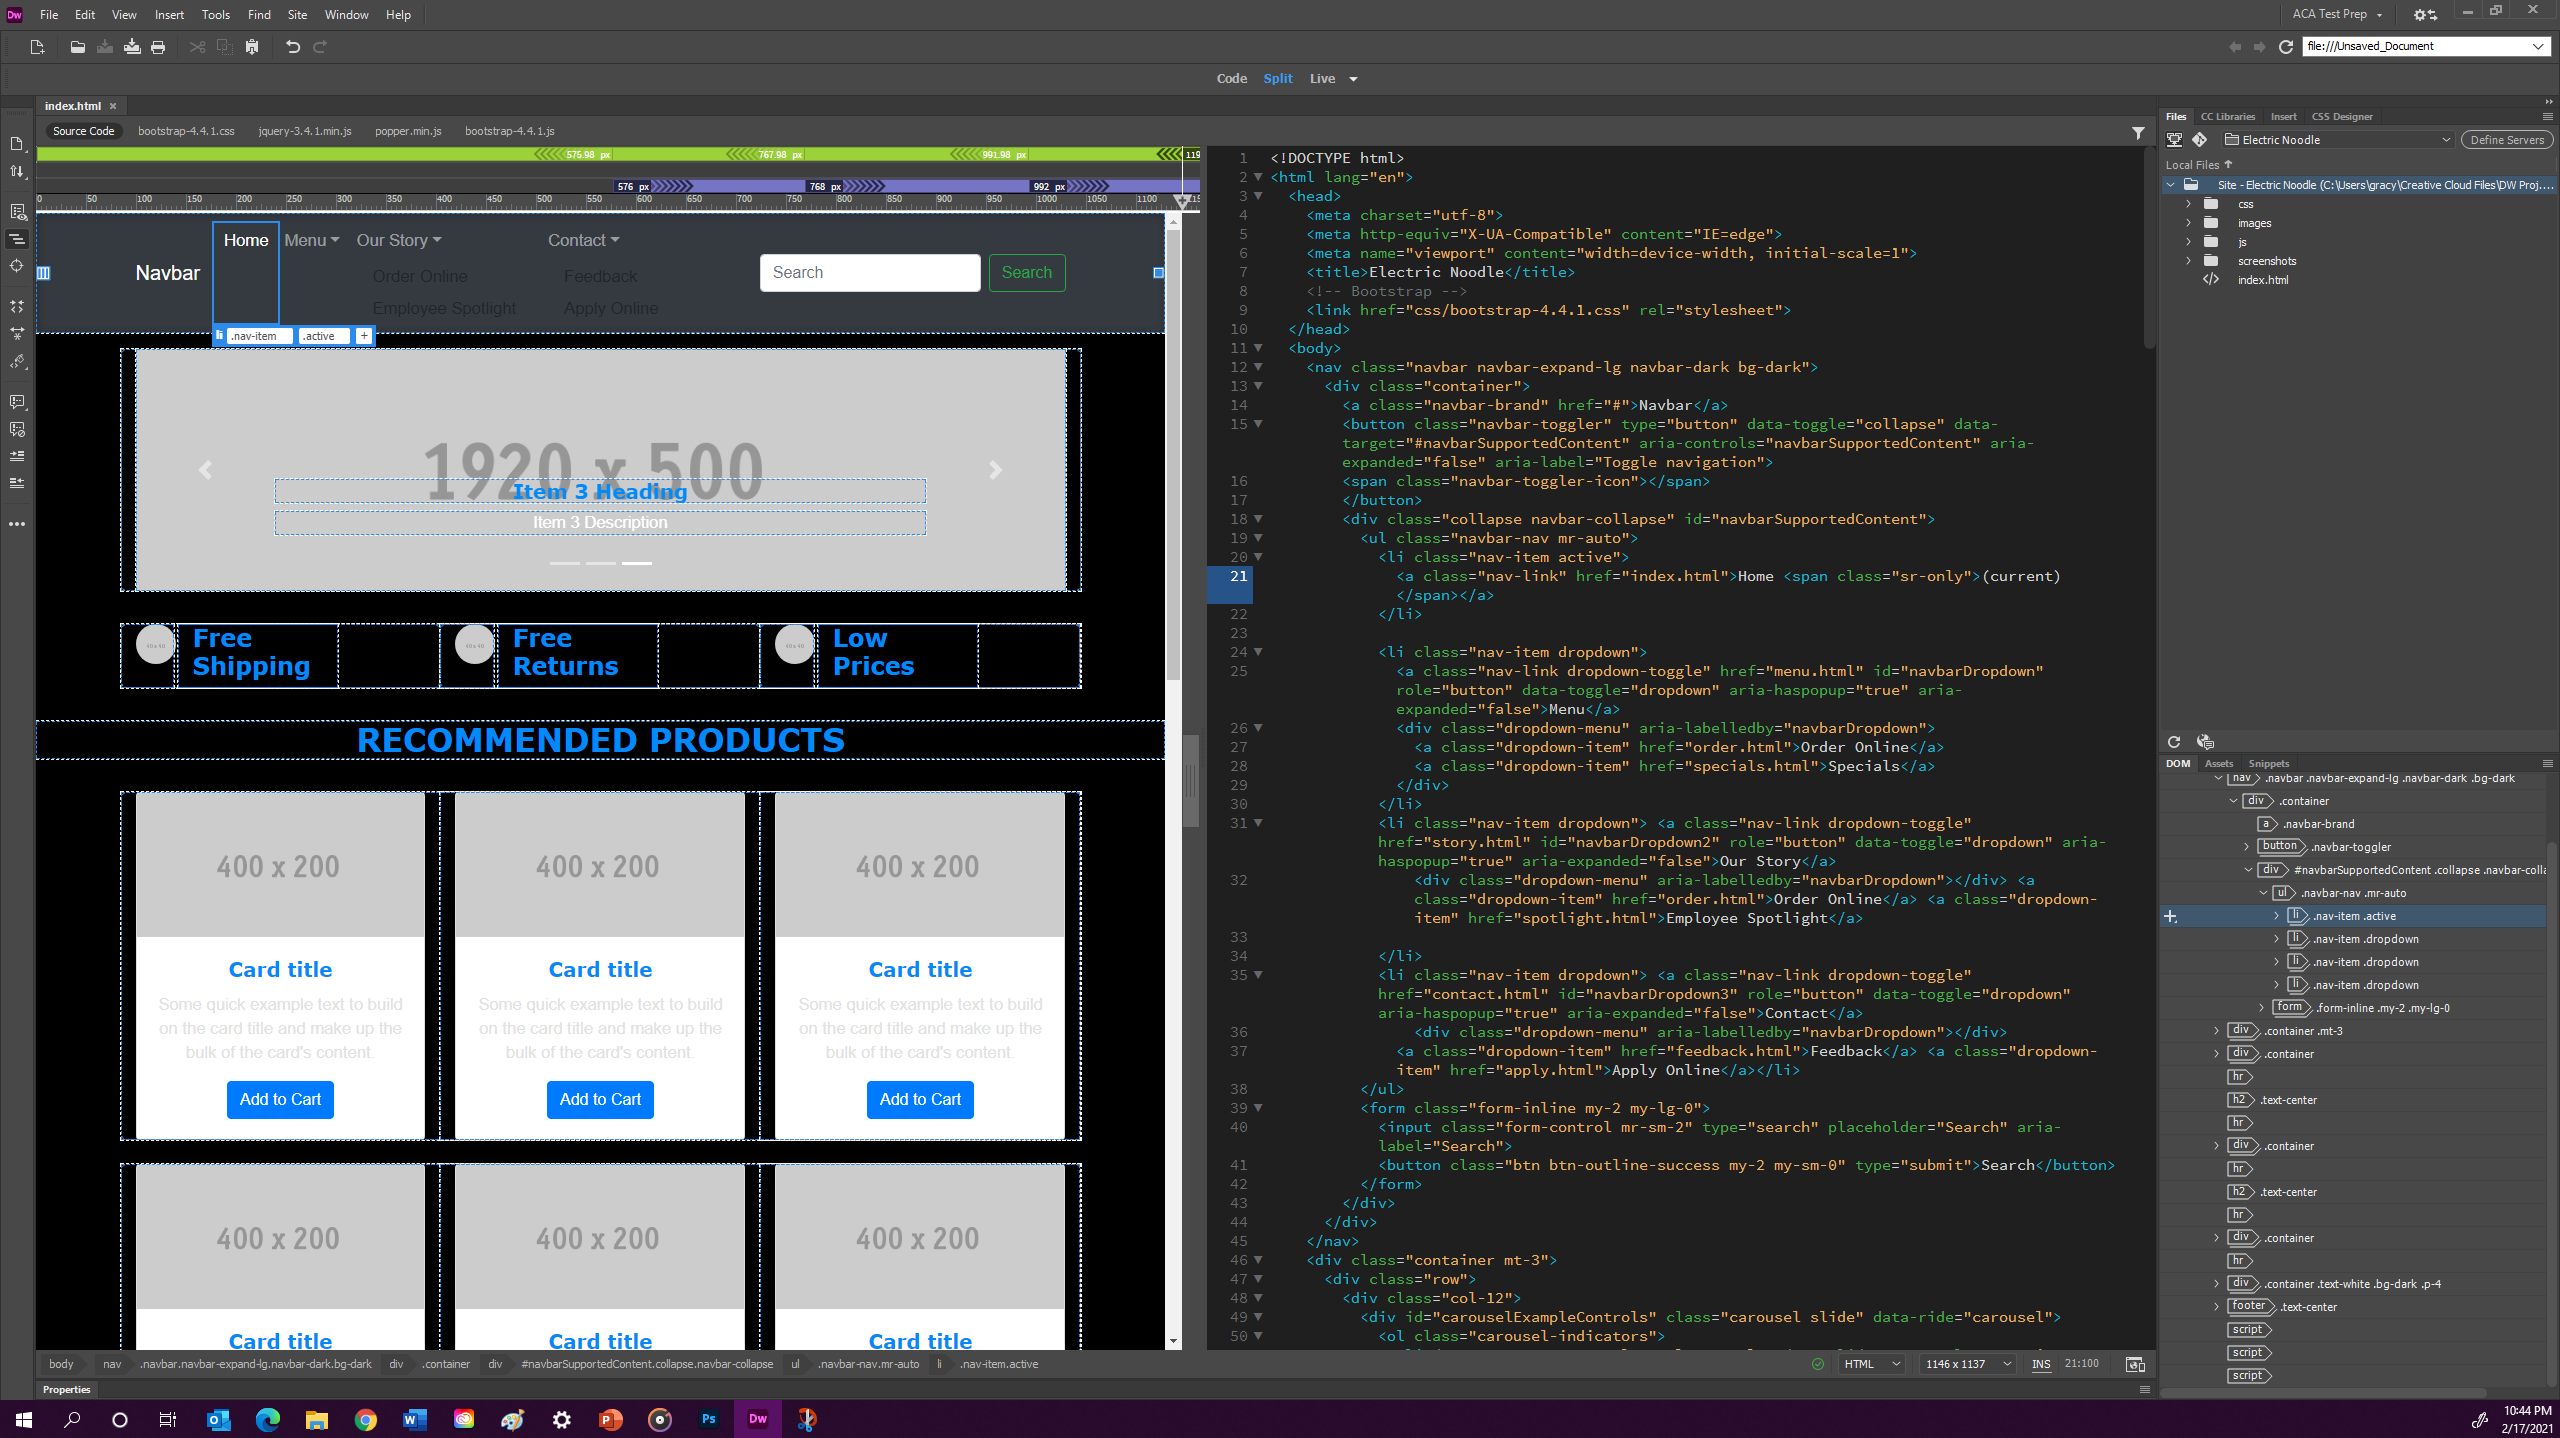 Dw File Edit View Insert Tools Find Site Window Help
ACA Test Prep
file:///Unsaved_Document
Code Split Live
index.html
Source Code bootstrap-4.4.1.css jquery-3.4.1.min.js popper.min.js bootstrap-4.4.1.js
575.98 px 767.98 px 991.98 px 119
576 px 768 px 992 px
0 50 100 150 200 250 300 350 400 450 500 550 600 650 700 750 800 850 900 950 1000 1050 1100
Navbar
Home Menu Our Story Contact
Order Online Feedback
Employee Spotlight Apply Online
Search Search
li .nav-item .active +
1920 x 500
Item 3 Heading
Item 3 Description
Free Shipping
Free Returns
Low Prices
RECOMMENDED PRODUCTS
400 x 200 400 x 200 400 x 200
Card title Card title Card title
Some quick example text to build Some quick example text to build Some quick example text to build
on the card title and make up the on the card title and make up the on the card title and make up the
bulk of the card's content. bulk of the card's content. bulk of the card's content.
Add to Cart Add to Cart Add to Cart
400 x 200 400 x 200 400 x 200
Card title Card title Card title
body nav .navbar.navbar-expand-lg.navbar-dark.bg-dark div .container div #navbarSupportedContent.collapse.navbar-collapse ul .navbar-nav.mr-auto li .nav-item.active
Properties
1 <!DOCTYPE html>
2 <html lang="en">
3 <head>
4 <meta charset="utf-8">
5 <meta http-equiv="X-UA-Compatible" content="IE=edge">
6 <meta name="viewport" content="width=device-width, initial-scale=1">
7 <title>Electric Noodle</title>
8 <!-- Bootstrap -->
9 <link href="css/bootstrap-4.4.1.css" rel="stylesheet">
10 </head>
11 <body>
12 <nav class="navbar navbar-expand-lg navbar-dark bg-dark">
13 <div class="container">
14 <a class="navbar-brand" href="#">Navbar</a>
15 <button class="navbar-toggler" type="button" data-toggle="collapse" data-
target="#navbarSupportedContent" aria-controls="navbarSupportedContent" aria-
expanded="false" aria-label="Toggle navigation">
16 <span class="navbar-toggler-icon"></span>
17 </button>
18 <div class="collapse navbar-collapse" id="navbarSupportedContent">
19 <ul class="navbar-nav mr-auto">
20 <li class="nav-item active">
21 <a class="nav-link" href="index.html">Home <span class="sr-only">(current)
</span></a>
22 </li>
23
24 <li class="nav-item dropdown">
25 <a class="nav-link dropdown-toggle" href="menu.html" id="navbarDropdown"
role="button" data-toggle="dropdown" aria-haspopup="true" aria-
expanded="false">Menu</a>
26 <div class="dropdown-menu" aria-labelledby="navbarDropdown">
27 <a class="dropdown-item" href="order.html">Order Online</a>
28 <a class="dropdown-item" href="specials.html">Specials</a>
29 </div>
30 </li>
31 <li class="nav-item dropdown"> <a class="nav-link dropdown-toggle"
href="story.html" id="navbarDropdown2" role="button" data-toggle="dropdown" aria-
haspopup="true" aria-expanded="false">Our Story</a>
32 <div class="dropdown-menu" aria-labelledby="navbarDropdown"></div> <a
class="dropdown-item" href="order.html">Order Online</a> <a class="dropdown-
item" href="spotlight.html">Employee Spotlight</a>
33
34 </li>
35 <li class="nav-item dropdown"> <a class="nav-link dropdown-toggle"
href="contact.html" id="navbarDropdown3" role="button" data-toggle="dropdown"
aria-haspopup="true" aria-expanded="false">Contact</a>
36 <div class="dropdown-menu" aria-labelledby="navbarDropdown"></div>
37 <a class="dropdown-item" href="feedback.html">Feedback</a> <a class="dropdown-
item" href="apply.html">Apply Online</a></li>
38 </ul>
39 <form class="form-inline my-2 my-lg-0">
40 <input class="form-control mr-sm-2" type="search" placeholder="Search" aria-
label="Search">
41 <button class="btn btn-outline-success my-2 my-sm-0" type="submit">Search</button>
42 </form>
43 </div>
44 </div>
45 </nav>
46 <div class="container mt-3">
47 <div class="row">
48 <div class="col-12">
49 <div id="carouselExampleControls" class="carousel slide" data-ride="carousel">
50 <ol class="carousel-indicators">
HTML 1146 x 1137 INS 21:100
Files CC Libraries Insert CSS Designer
Electric Noodle Define Servers
Local Files
Site - Electric Noodle (C:\Users\gracy\Creative Cloud Files\DW Proj....
css
images
js
screenshots
index.html
DOM Assets Snippets
nav .navbar .navbar-expand-lg .navbar-dark .bg-dark
div .container
a .navbar-brand
button .navbar-toggler
div #navbarSupportedContent .collapse .navbar-colla
ul .navbar-nav .mr-auto
li .nav-item .active
li .nav-item .dropdown
li .nav-item .dropdown
li .nav-item .dropdown
form .form-inline .my-2 .my-lg-0
div .container .mt-3
div .container
hr
h2 .text-center
hr
div .container
hr
h2 .text-center
hr
div .container
hr
div .container .text-white .bg-dark .p-4
footer .text-center
script
script
script
Ps Dw
10:44 PM
2/17/2021